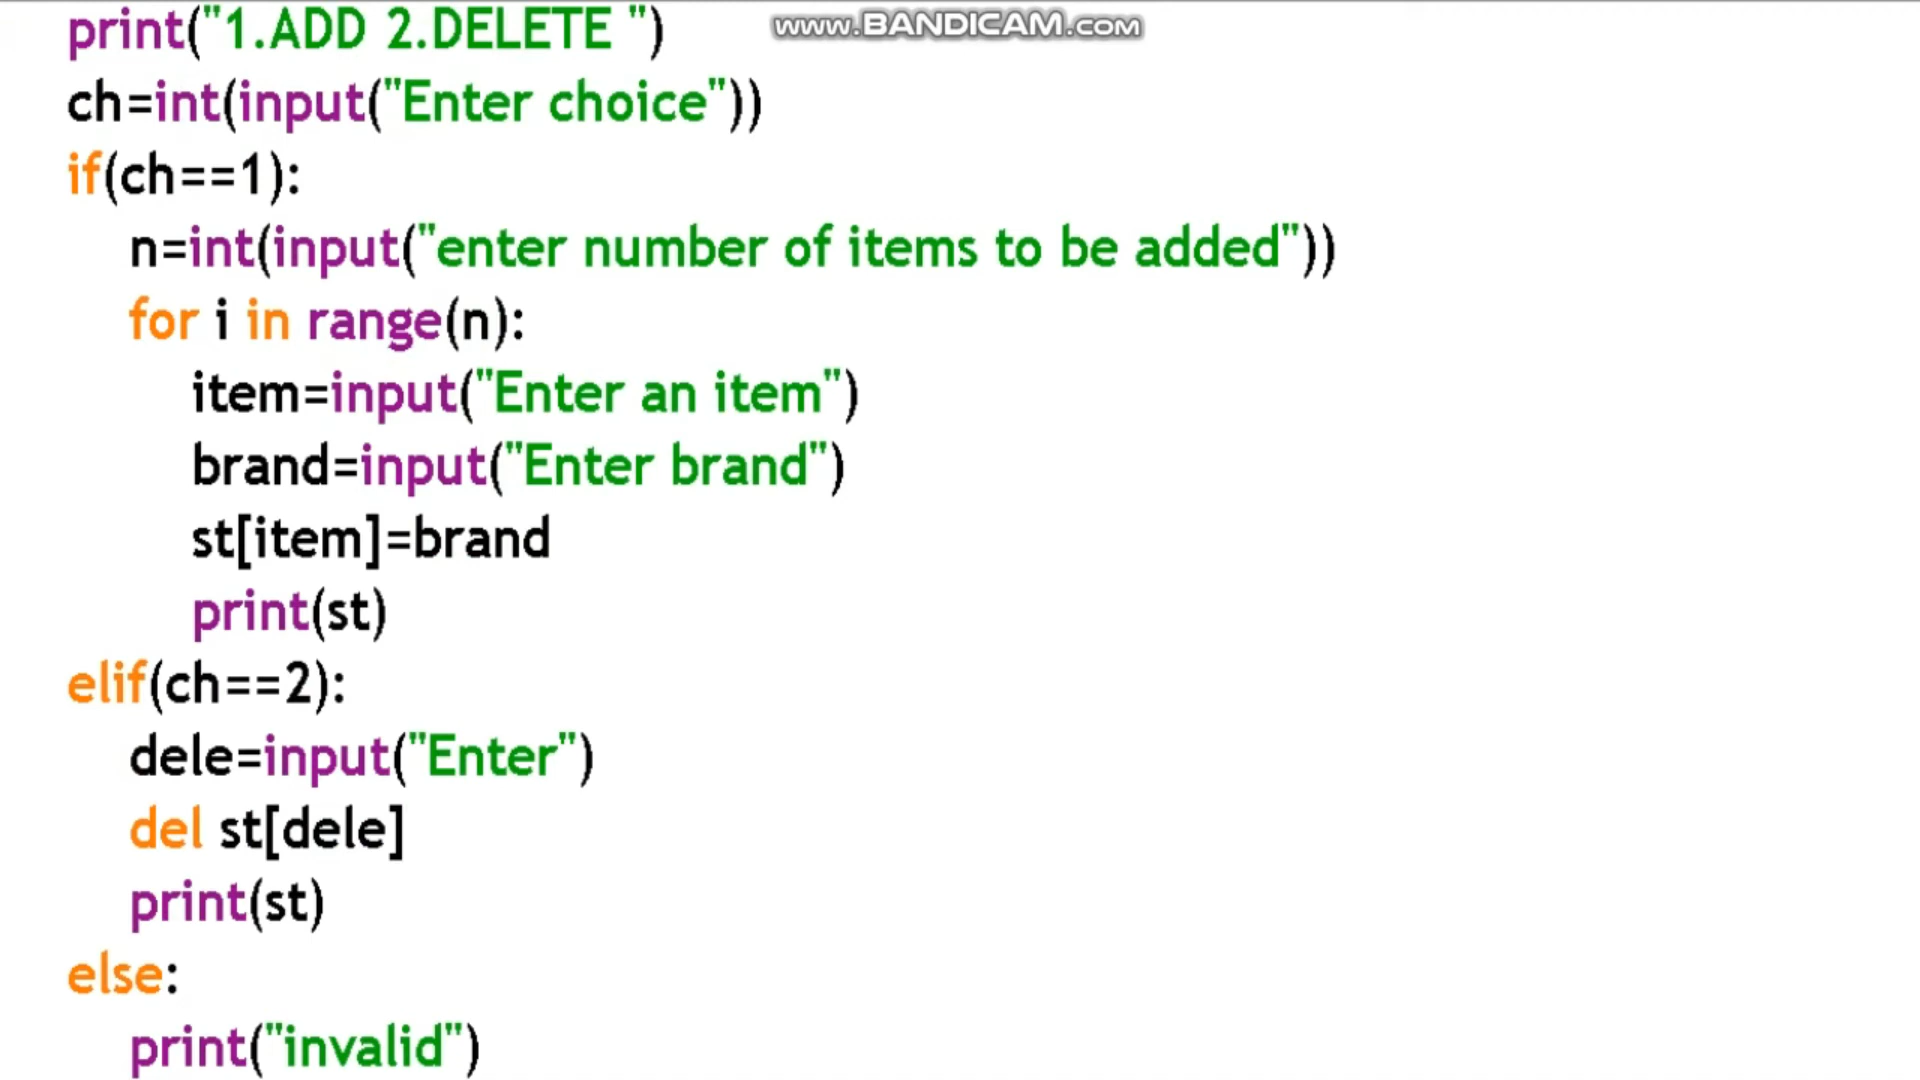 print("1.ADD 2.DELETE ")
www.BANDICAM.com
ch=int(input("Enter choice"))
if(ch==1):
n=int(input("enter number of items to be added"))
for i in range(n):
item=input("Enter an item")
brand=input("Enter brand")
st[item]=brand
print(st)
elif(ch==2):
dele=input("Enter")
del st[dele]
print(st)
else:
print("invalid")